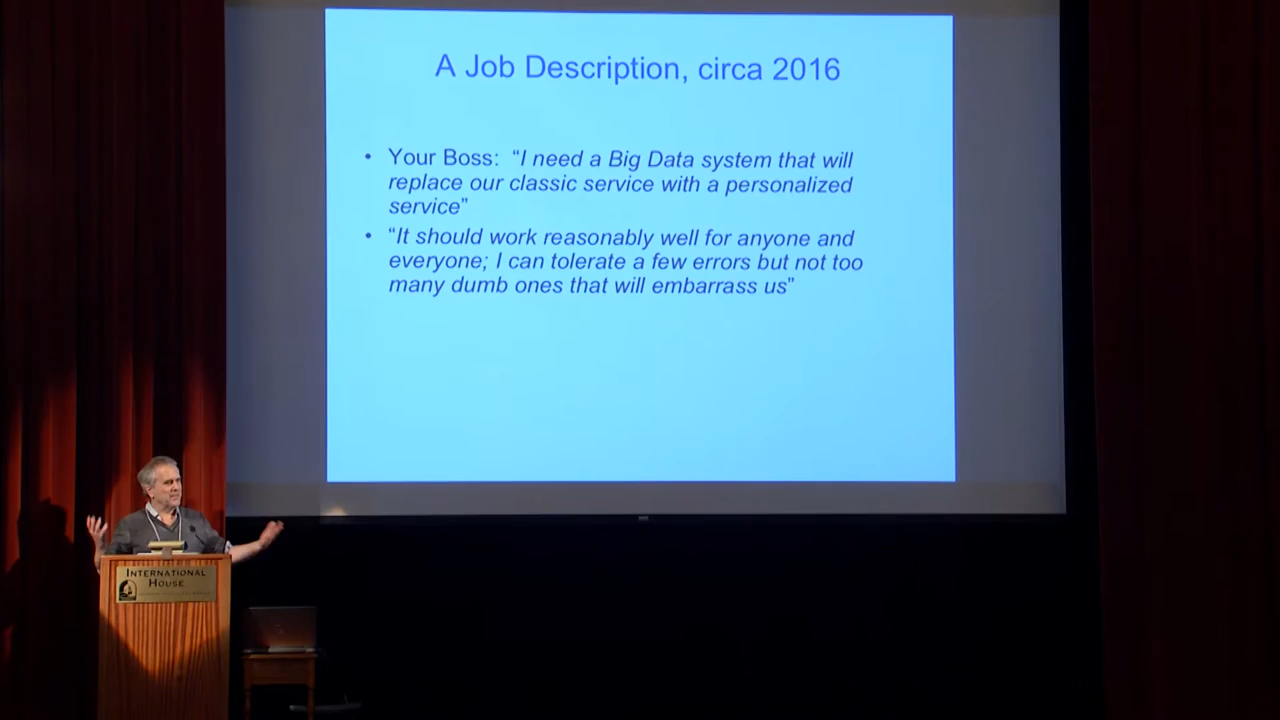 A Job Description, circa 2016
• Your Boss: “I need a Big Data system that will
replace our classic service with a personalized
service”
• “It should work reasonably well for anyone and
everyone; I can tolerate a few errors but not too
many dumb ones that will embarrass us”
INTERNATIONAL
HOUSE